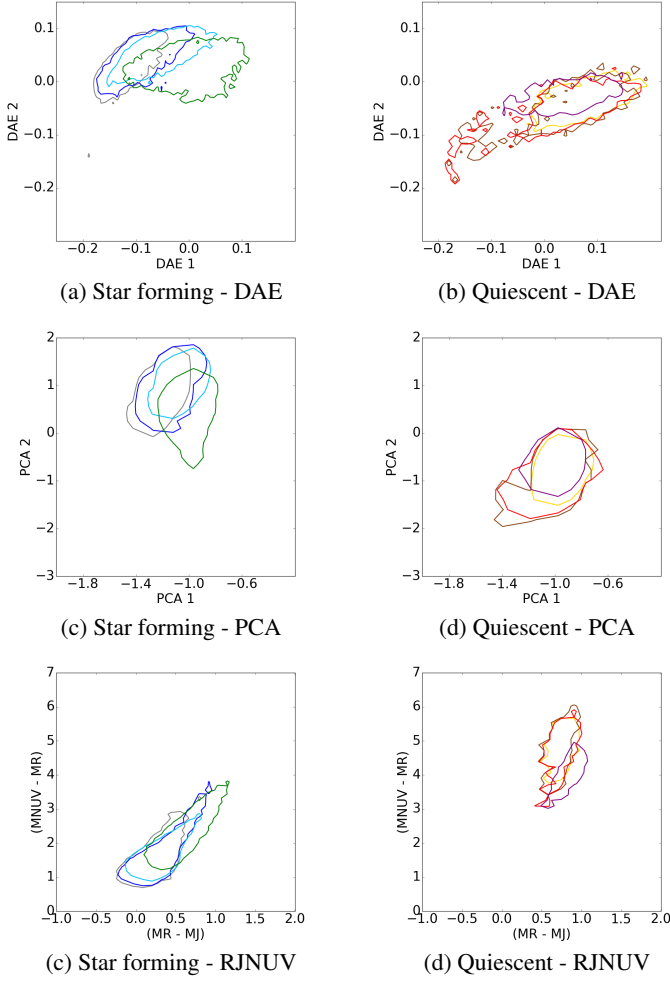 0.1
0.0
−0.1
−0.2
DAE 2
−0.2 −0.1 0.0 0.1
DAE 1
(a) Star forming - DAE
0.1
0.0
−0.1
−0.2
DAE 2
−0.2 −0.1 0.0 0.1
DAE 1
(b) Quiescent - DAE
2
1
0
−1
−2
−3
PCA 2
−1.8 −1.4 −1.0 −0.6
PCA 1
(c) Star forming - PCA
2
1
0
−1
−2
−3
PCA 2
−1.8 −1.4 −1.0 −0.6
PCA 1
(d) Quiescent - PCA
7
6
5
4
3
2
1
0
(MNUV - MR)
−1.0 −0.5 0.0 0.5 1.0 1.5 2.0
(MR - MJ)
(c) Star forming - RJNUV
7
6
5
4
3
2
1
0
(MNUV - MR)
−1.0 −0.5 0.0 0.5 1.0 1.5 2.0
(MR - MJ)
(d) Quiescent - RJNUV